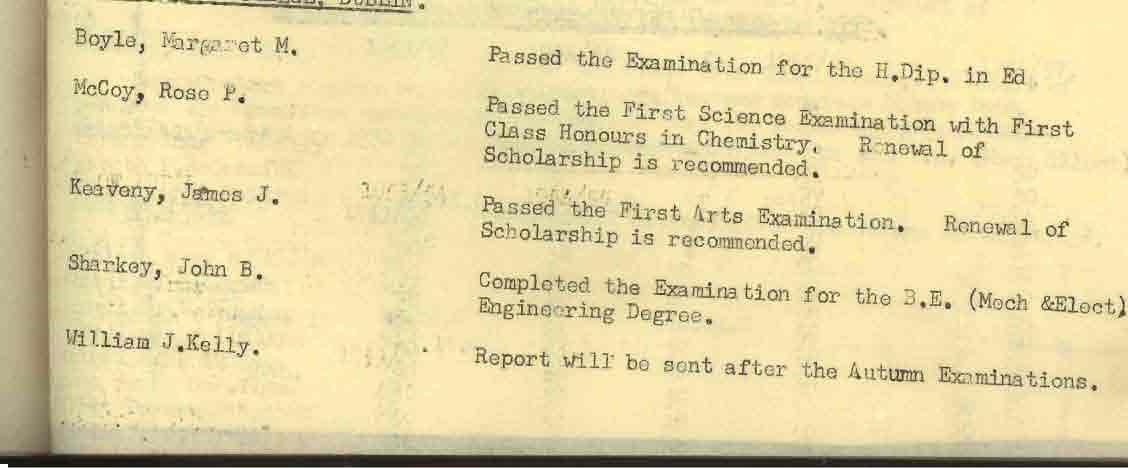 DUBLIN.
Boyle, Margaret M.
Passed the Examination for the H.Dip. in Ed.
McCoy, Rose P.
Passed the First Science Examination with First
Class Honours in Chemistry. Renewal of
Scholarship is recommended.
Keaveny, James J.
Passed the First Arts Examination. Renewal of
Scholarship is recommended.
Sharkey, John B.
Completed the Examination for the B.E. (Mech &Elect)
Engineering Degree.
William J.Kelly.
Report will be sent after the Autumn Examinations.